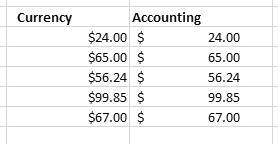 Currency Accounting
$24.00 $ 24.00
$65.00 $ 65.00
$56.24 $ 56.24
$99.85 $ 99.85
$67.00 $ 67.00